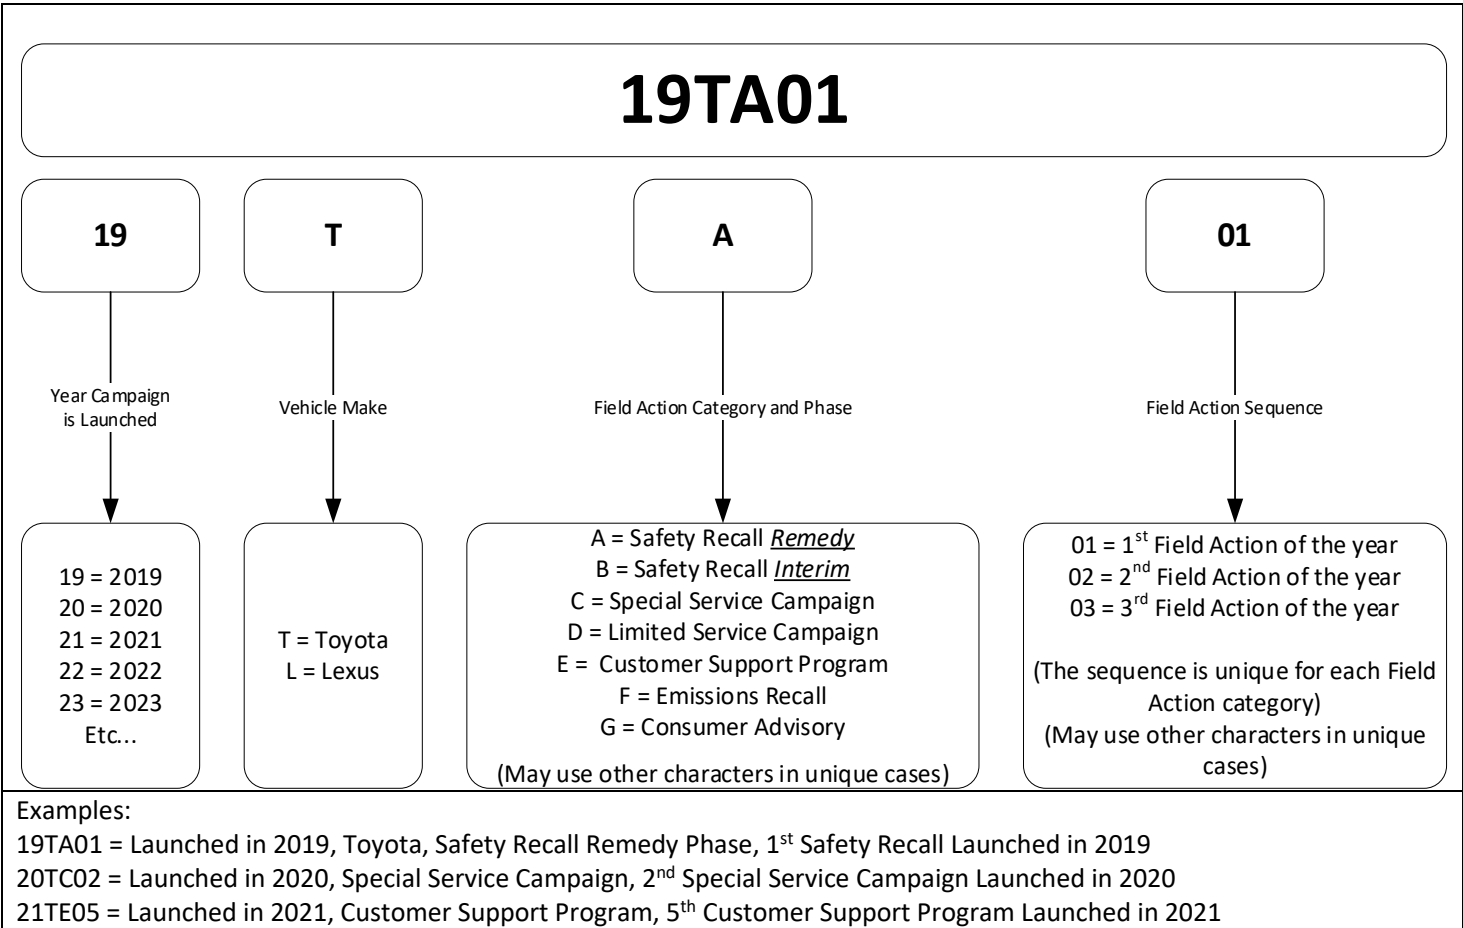 19TA01
19
T
A
01
Year Campaign
is Launched
Vehicle Make
Field Action Category and Phase
Field Action Sequence
19 = 2019
20 = 2020
21 = 2021
22 = 2022
23 = 2023
Etc...
T = Toyota
L = Lexus
A = Safety Recall Remedy
B = Safety Recall Interim
C = Special Service Campaign
D = Limited Service Campaign
E = Customer Support Program
F = Emissions Recall
G = Consumer Advisory
(May use other characters in unique cases)
01 = 1st Field Action of the year
02 = 2nd Field Action of the year
03 = 3rd Field Action of the year
(The sequence is unique for each Field
Action category)
(May use other characters in unique
cases)
Examples:
19TA01 = Launched in 2019, Toyota, Safety Recall Remedy Phase, 1st Safety Recall Launched in 2019
20TC02 = Launched in 2020, Special Service Campaign, 2nd Special Service Campaign Launched in 2020
21TE05 = Launched in 2021, Customer Support Program, 5th Customer Support Program Launched in 2021